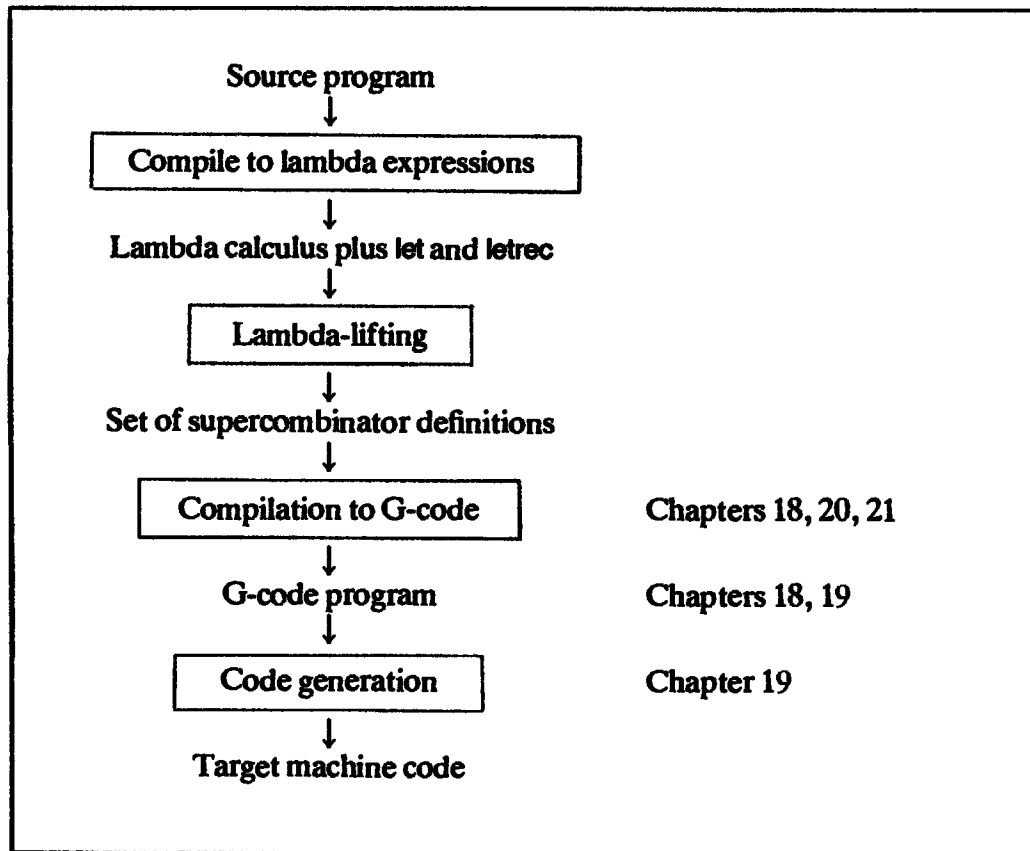 Source program
Compile to lambda expressions
Lambda calculus plus let and letrec
Lambda-lifting
Set of supercombinator definitions
Compilation to G-code
Chapters 18, 20, 21
G-code program
Chapters 18, 19
Code generation
Chapter 19
Target machine code